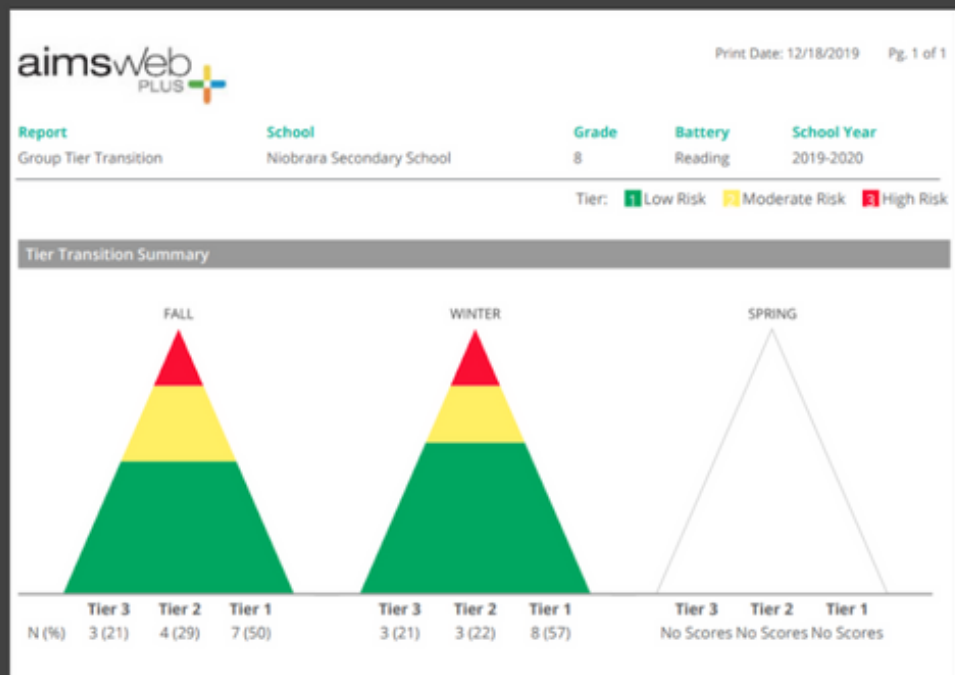 aimsweb
PLUS
Print Date: 12/18/2019 Pg. 1 of 1
Report School Grade Battery School Year
Group Tier Transition Niobrara Secondary School 8 Reading 2019-2020
Tier: 1 Low Risk 2 Moderate Risk 3 High Risk
Tier Transition Summary
FALL WINTER SPRING
Tier 3 Tier 2 Tier 1 Tier 3 Tier 2 Tier 1 Tier 3 Tier 2 Tier 1
N (%) 3 (21) 4 (29) 7 (50) 3 (21) 3 (22) 8 (57) No Scores No Scores No Scores